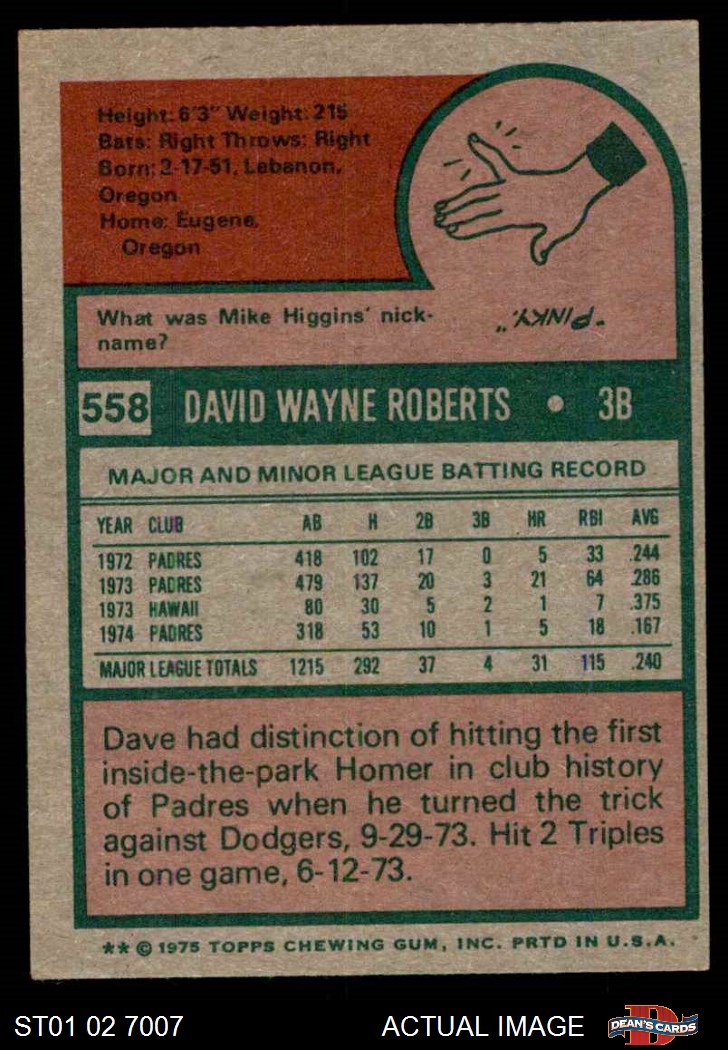 Height: 6'3" Weight: 215
Bats: Right Throws: Right
Born: 2-17-51, Lebanon,
Oregon
Home: Eugene,
Oregon
What was Mike Higgins' nick-
name?
"PINKY."
558 DAVID WAYNE ROBERTS • 3B
MAJOR AND MINOR LEAGUE BATTING RECORD
YEAR CLUB AB H 2B 3B HR RBI AVG
1972 PADRES 418 102 17 0 5 33 .244
1973 PADRES 479 137 20 3 21 64 .286
1973 HAWAII 80 30 5 2 1 7 .375
1974 PADRES 318 53 10 1 5 18 .167
MAJOR LEAGUE TOTALS 1215 292 37 4 31 115 .240
Dave had distinction of hitting the first
inside-the-park Homer in club history
of Padres when he turned the trick
against Dodgers, 9-29-73. Hit 2 Triples
in one game, 6-12-73.
** © 1975 TOPPS CHEWING GUM, INC. PRTD IN U.S.A.
ST01 02 7007 ACTUAL IMAGE DEAN'S CARDS